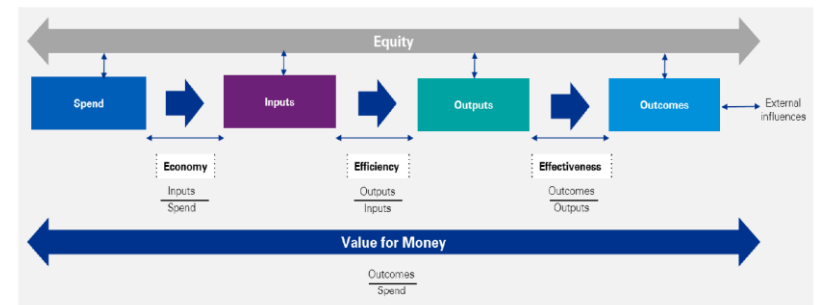 Equity
Spend
Inputs
Outputs
Outcomes
External
influences
Economy
Efficiency
Effectiveness
Inputs
Spend
Outputs
Inputs
Outcomes
Outputs
Value for Money
Outcomes
Spend